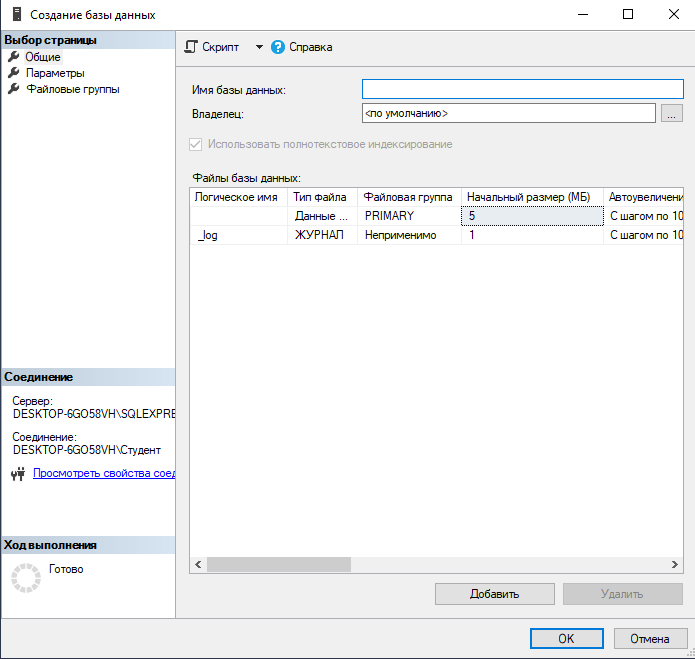 Создание базы данных
Выбор страницы
Общие
Параметры
Файловые группы
Скрипт
Справка
Имя базы данных:
Владелец:
<по умолчанию>
...
Использовать полнотекстовое индексирование
Файлы базы данных:
Логическое имя Тип файла Файловая группа Начальный размер (МБ) Автоувеличени
Данные ... PRIMARY 5 С шагом по 10
_log ЖУРНАЛ Неприменимо 1 С шагом по 10
Соединение
Сервер:
DESKTOP-6GO58VH\SQLEXPRE
Соединение:
DESKTOP-6GO58VH\Студент
Просмотреть свойства соед
Ход выполнения
Готово
Добавить Удалить
OK Отмена